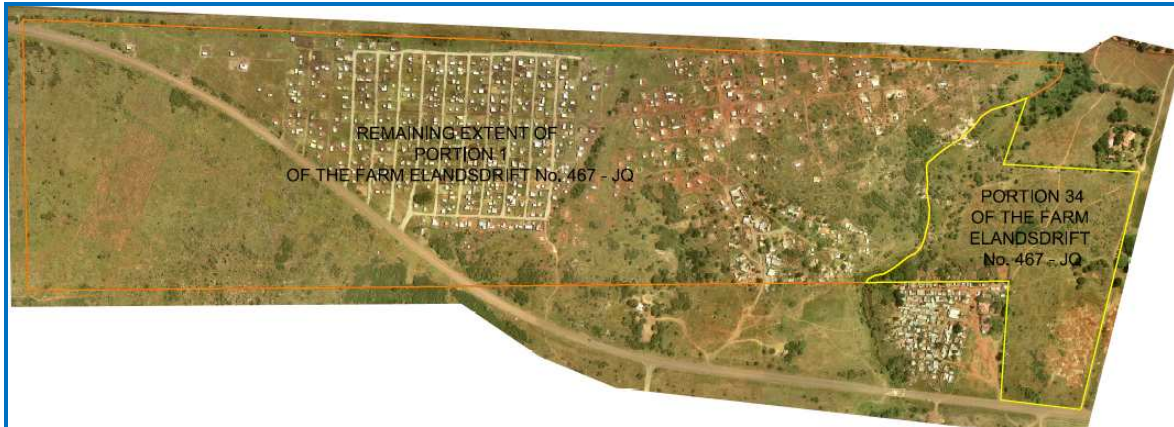 REMAINING EXTENT OF
PORTION 1
OF THE FARM ELANDSDRIFT No. 467 - JQ
PORTION 34
OF THE FARM
ELANDSDRIFT
No. 467 - JQ